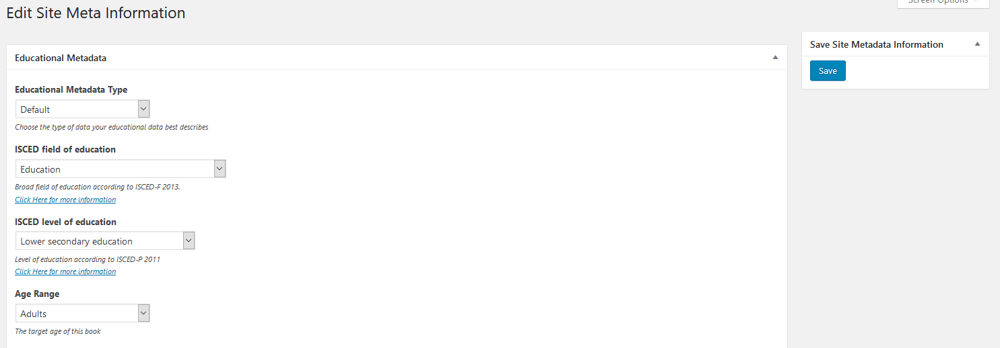 Screen Options
Edit Site Meta Information
Educational Metadata
Educational Metadata Type
Default
Choose the type of data your educational data best describes
ISCED field of education
Education
Broad field of education according to ISCED-F 2013.
Click Here for more information
ISCED level of education
Lower secondary education
Level of education according to ISCED-P 2011
Click Here for more information
Age Range
Adults
The target age of this book
Save Site Metadata Information
Save